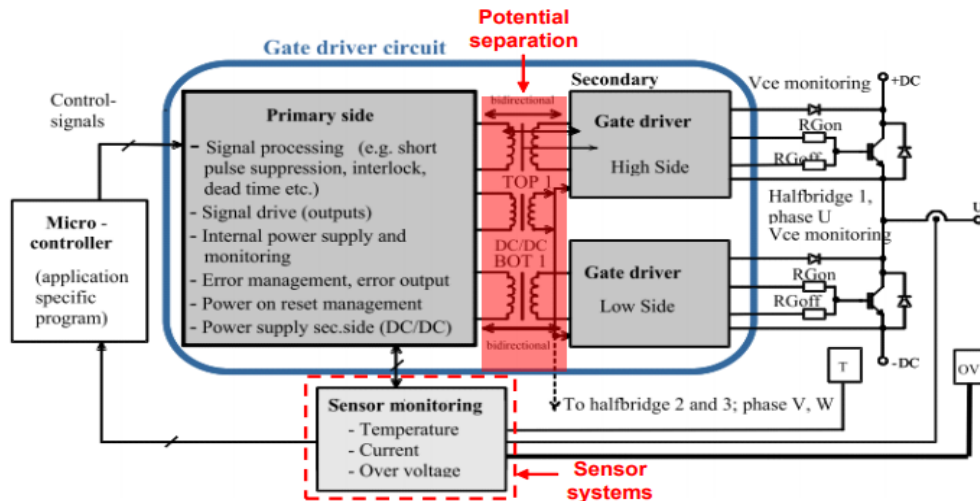 Potential
separation
Gate driver circuit
Control-
signals
Primary side
- Signal processing (e.g. short
pulse suppression, interlock,
dead time etc.)
- Signal drive (outputs)
- Internal power supply and
monitoring
- Error management, error output
- Power on reset management
- Power supply sec.side (DC/DC)
Micro -
controller
(application
specific
program)
bidirectional
TOP 1
DC/DC
BOT 1
bidirectional
Secondary
Gate driver
High Side
Gate driver
Low Side
Vce monitoring
+DC
RGon
RGoff
Halfbridge 1,
phase U
U
Vce monitoring
RGon
RGoff
-DC
T
OV
To halfbridge 2 and 3; phase V, W
Sensor monitoring
- Temperature
- Current
- Over voltage
Sensor
systems